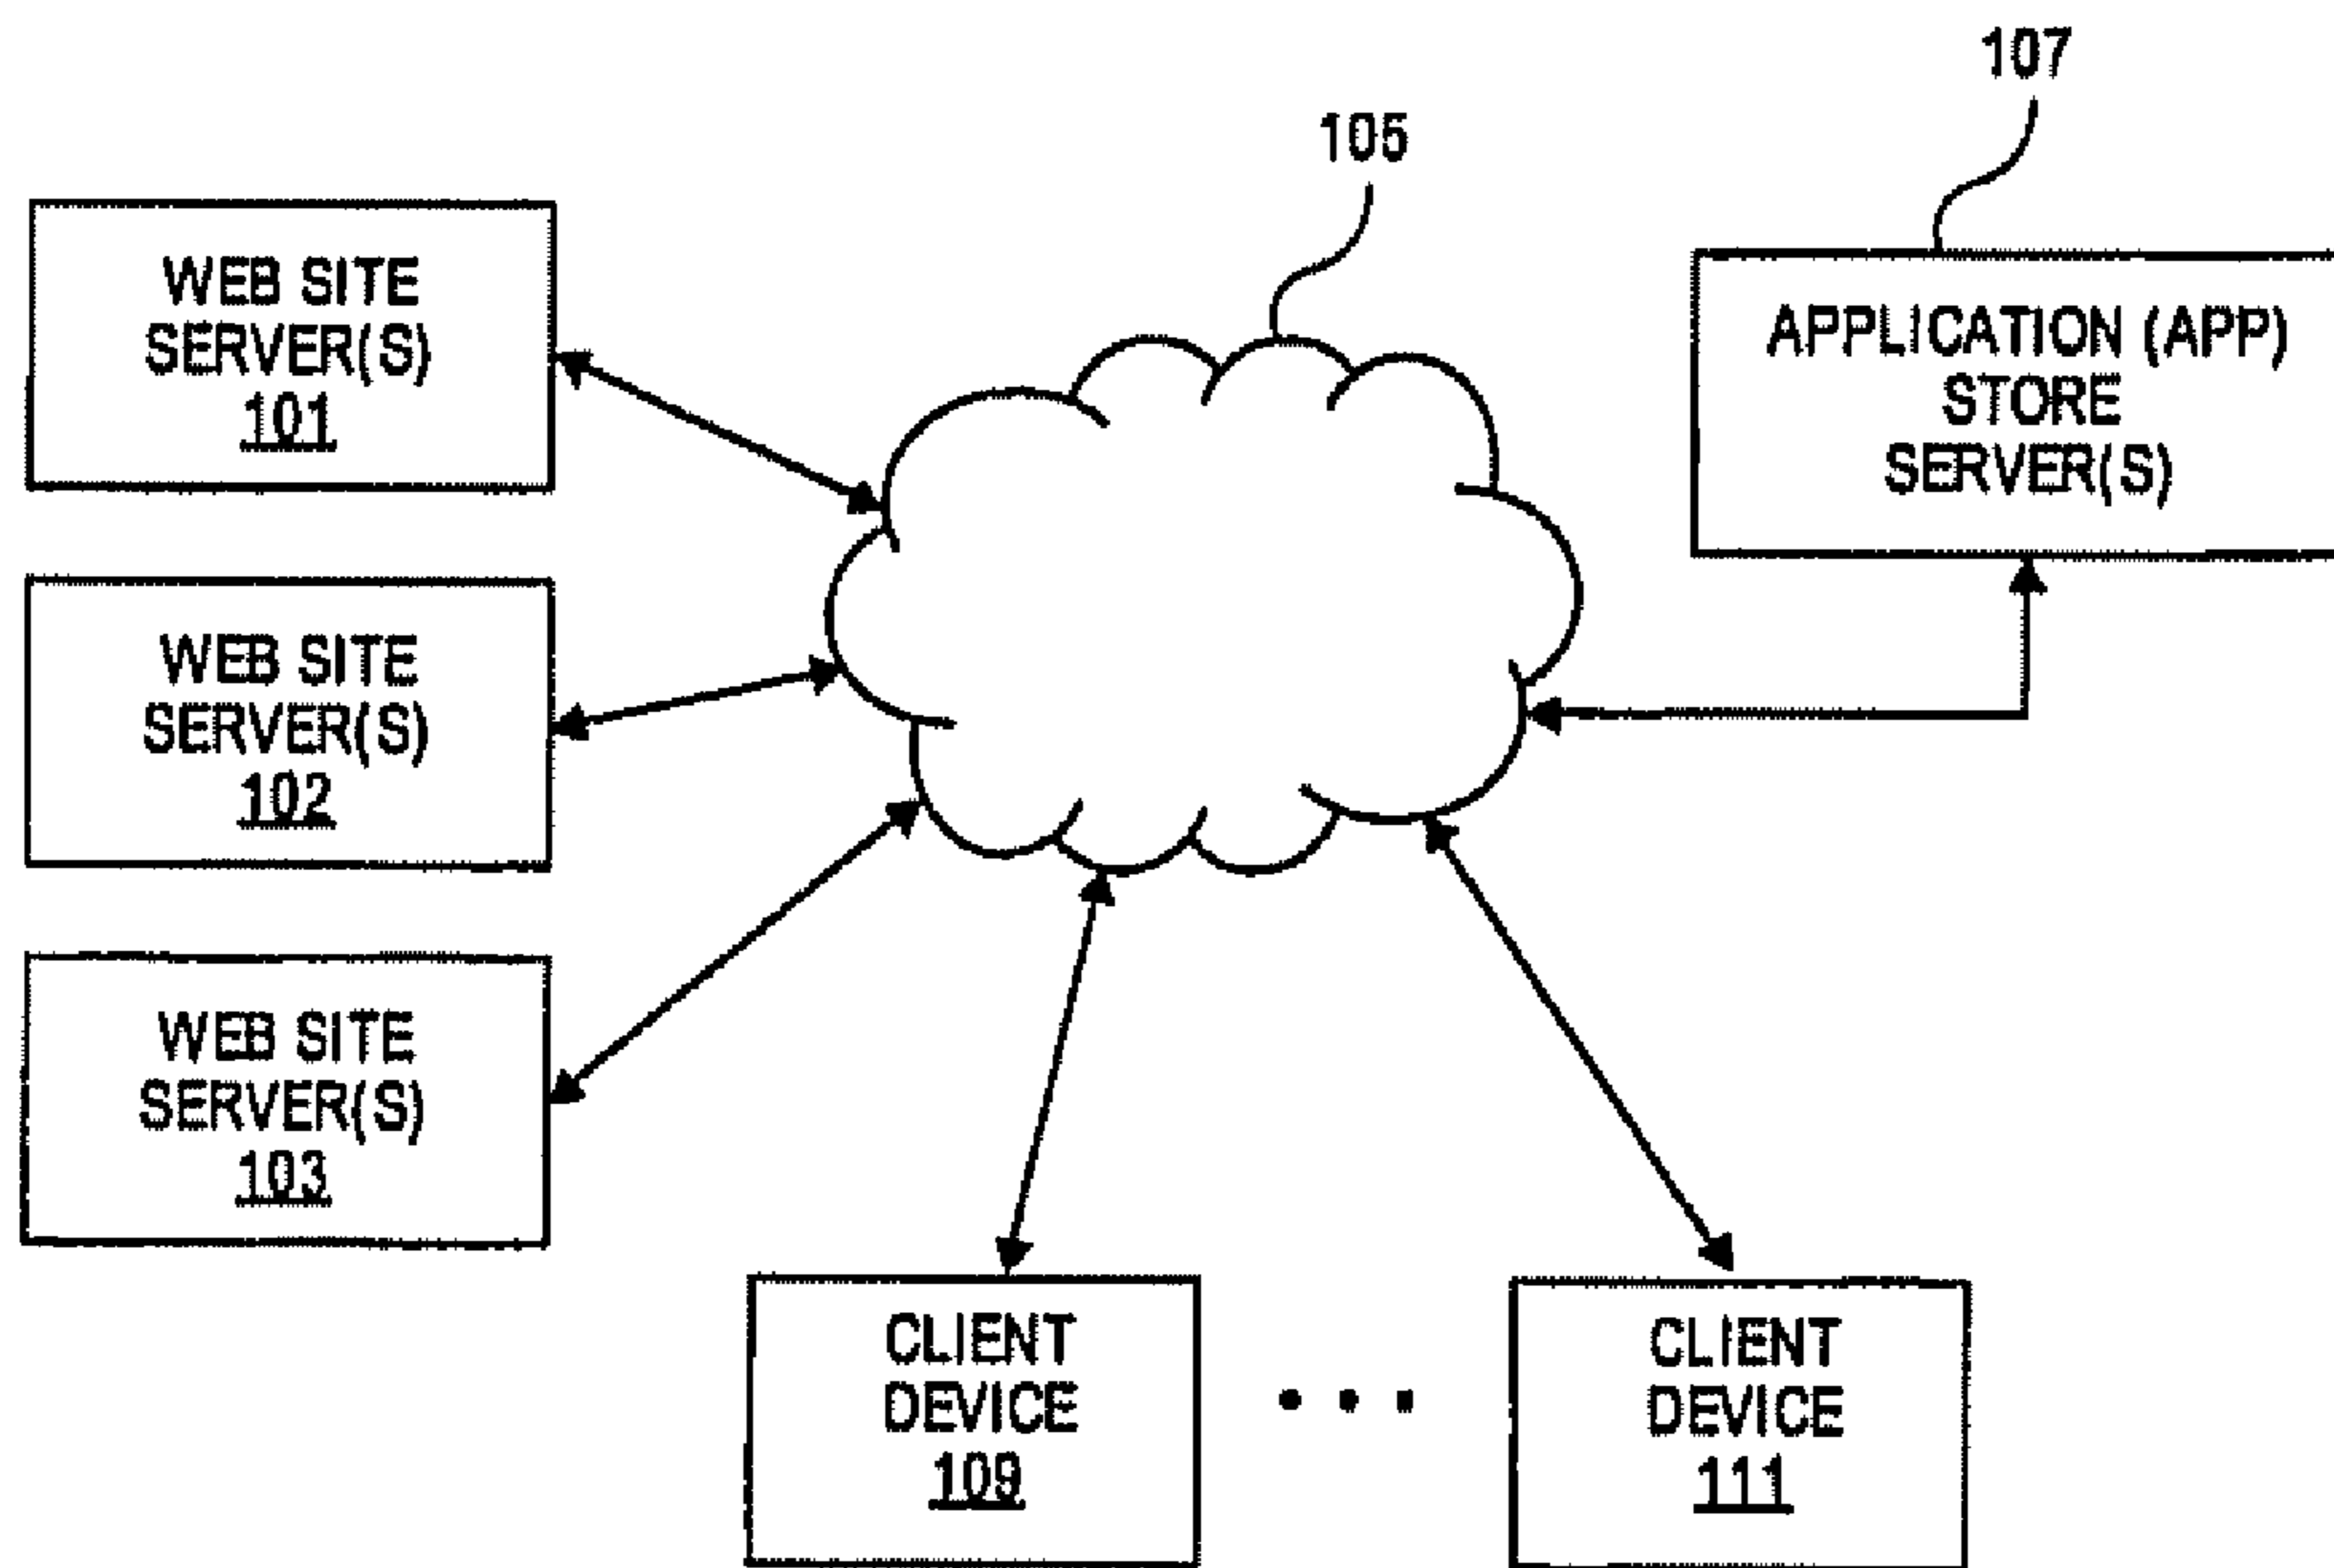 107
105
WEB SITE
SERVER(S)
101
APPLICATION (APP)
STORE
SERVER(S)
WEB SITE
SERVER(S)
102
WEB SITE
SERVER(S)
103
CLIENT
DEVICE
109
CLIENT
DEVICE
111